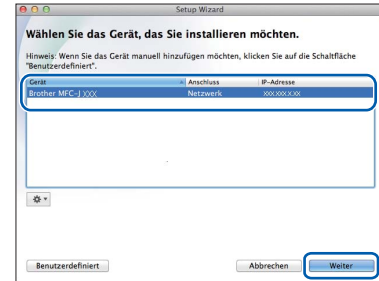 Setup Wizard
Wählen Sie das Gerät, das Sie installieren möchten.
Hinweis: Wenn Sie das Gerät manuell hinzufügen möchten, klicken Sie auf die Schaltfläche
"Benutzerdefiniert".
Gerät Anschluss IP-Adresse
Brother MFC-J XXX Netzwerk XXX.XXX.X.XX
Benutzerdefiniert Abbrechen Weiter